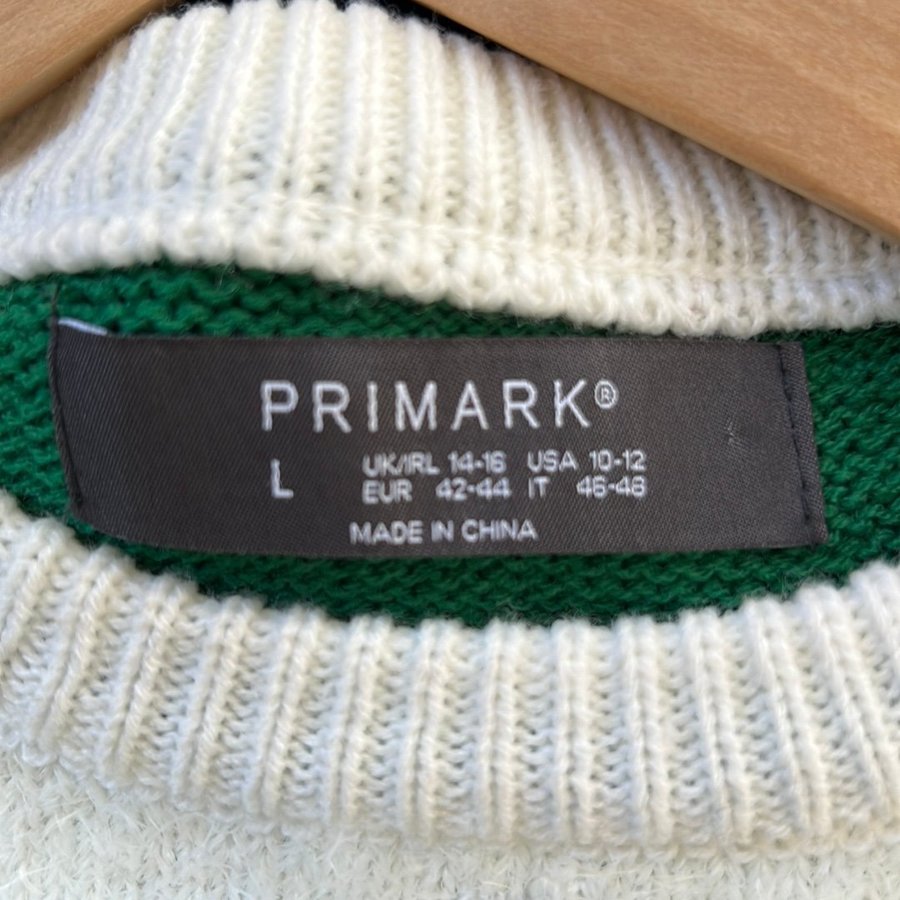 PRIMARK®
L
UK/IRL 14-16 USA 10-12
EUR 42-44 IT 46-48
MADE IN CHINA